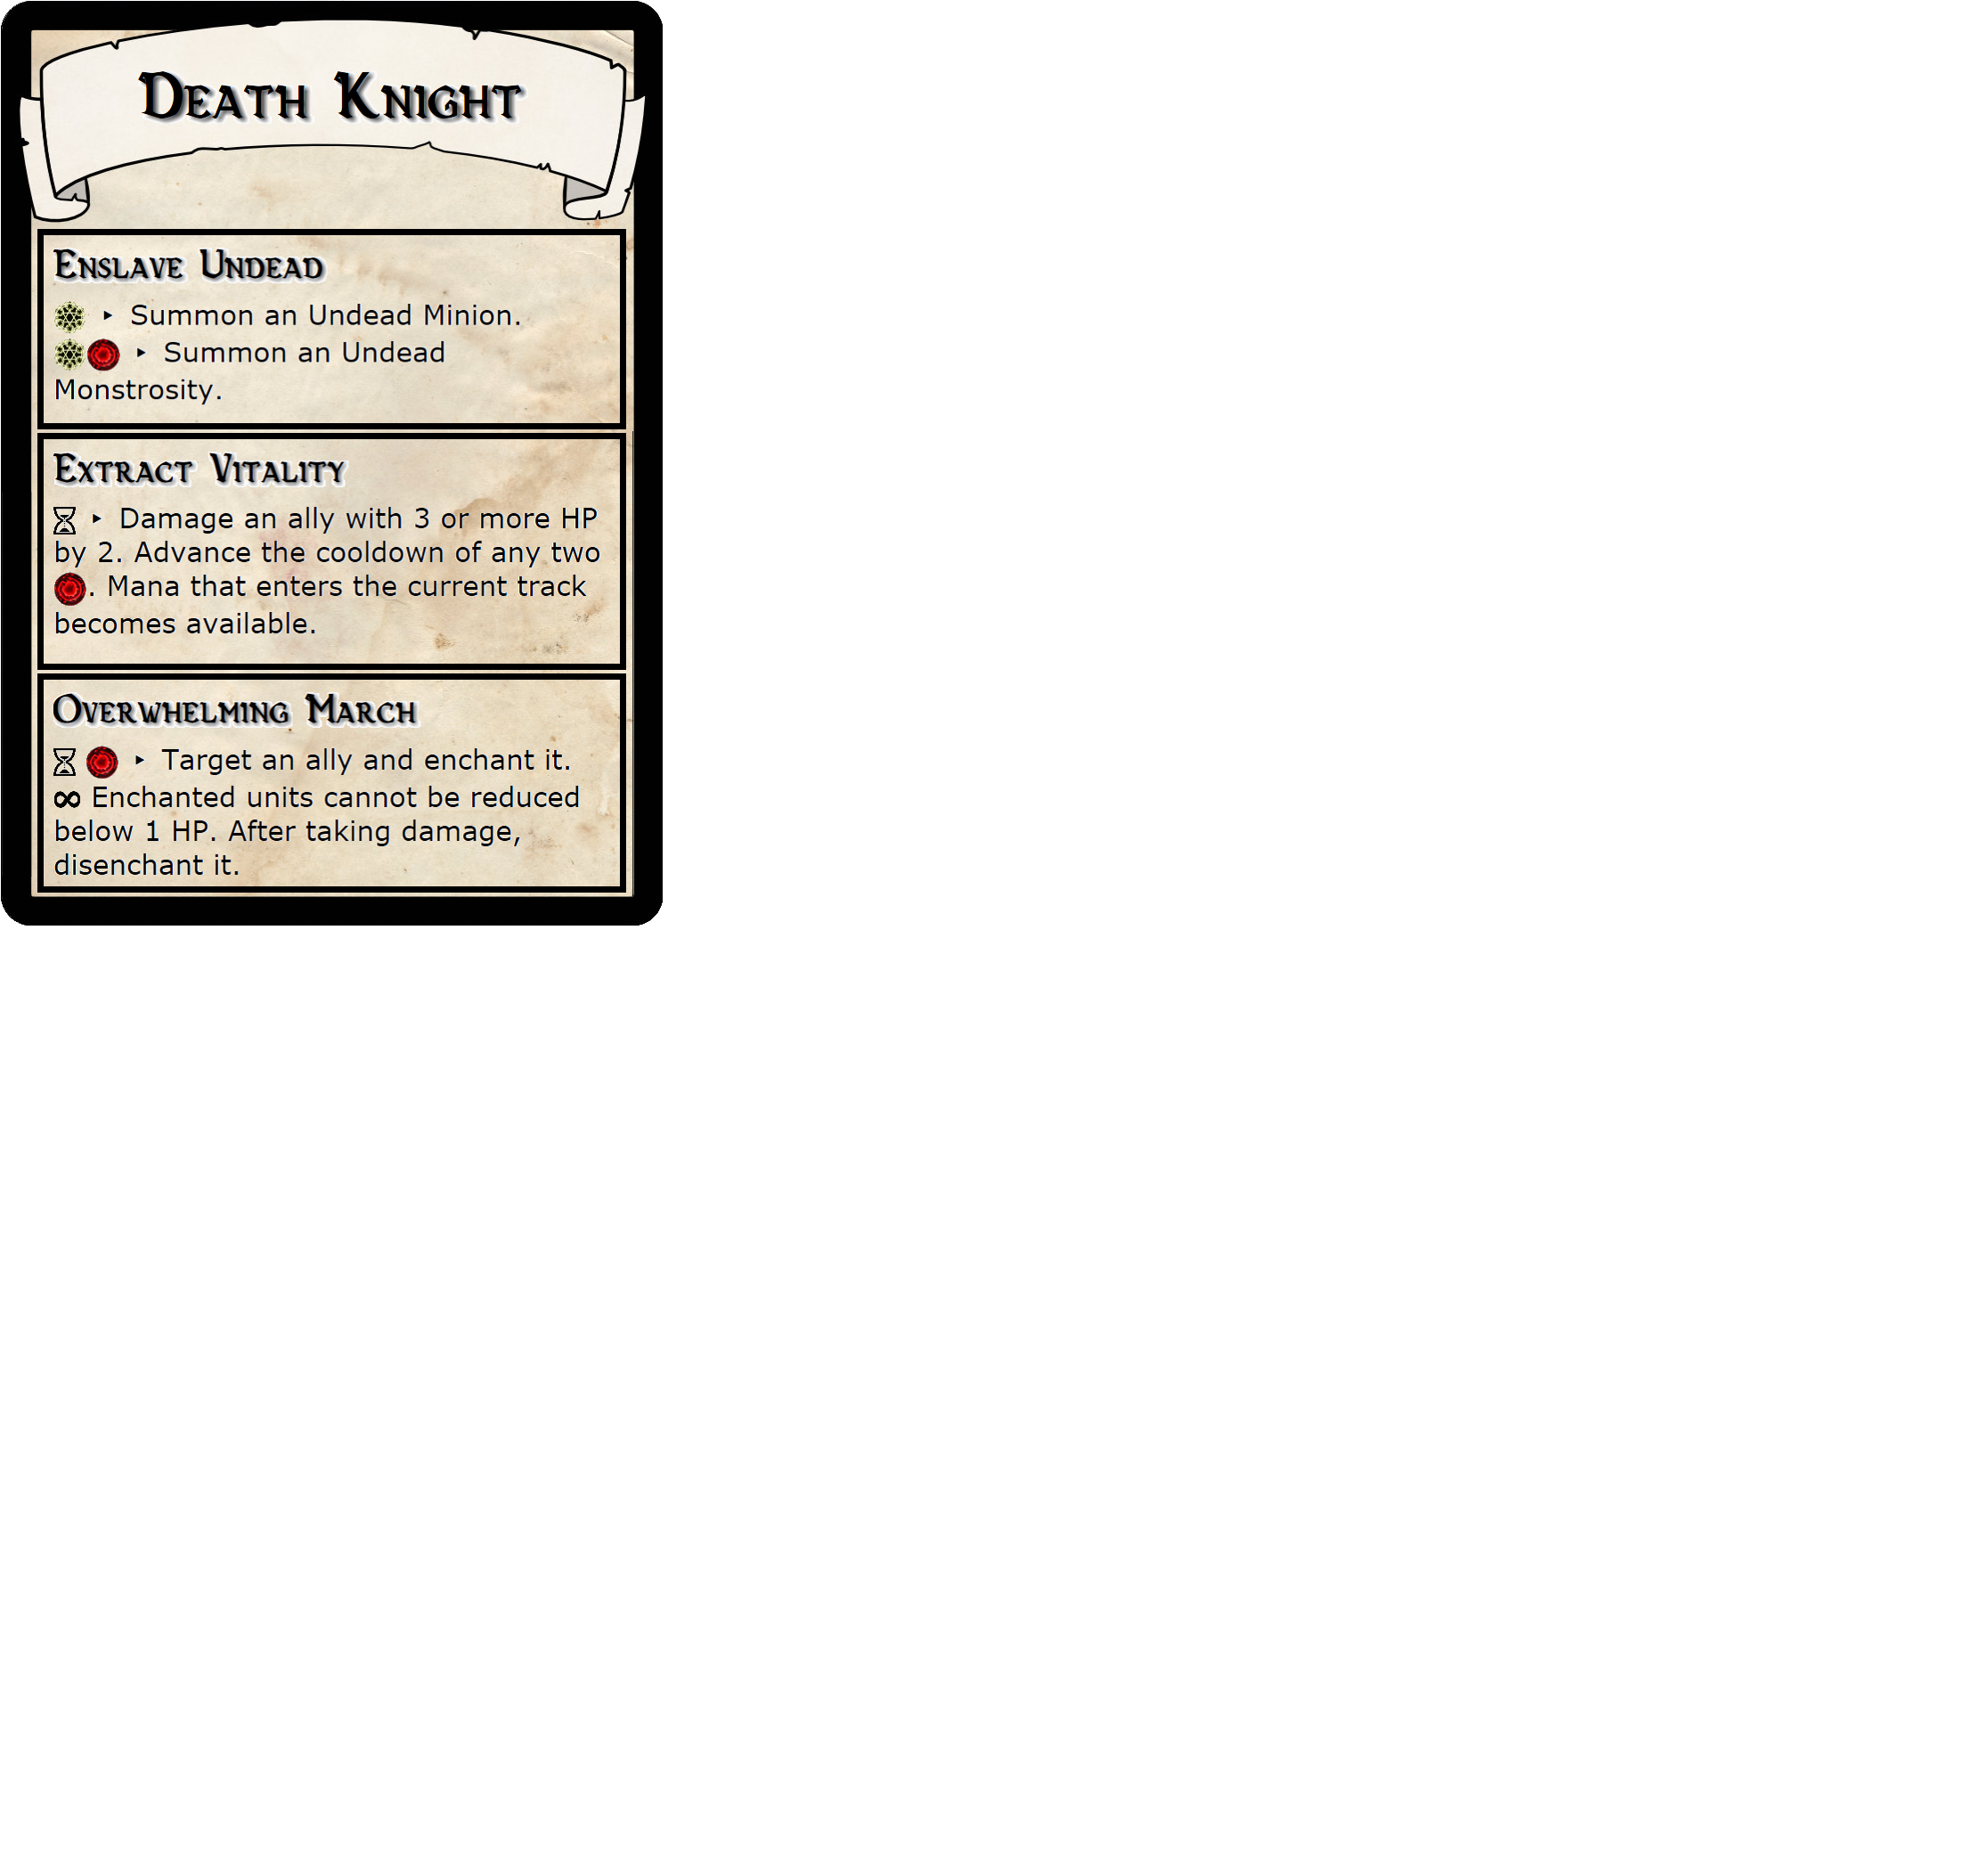 Death Knight
Enslave Undead
‣ Summon an Undead Minion.
‣ Summon an Undead
Monstrosity.
Extract Vitality
‣ Damage an ally with 3 or more HP
by 2. Advance the cooldown of any two
. Mana that enters the current track
becomes available.
Overwhelming March
‣ Target an ally and enchant it.
∞ Enchanted units cannot be reduced
below 1 HP. After taking damage,
disenchant it.